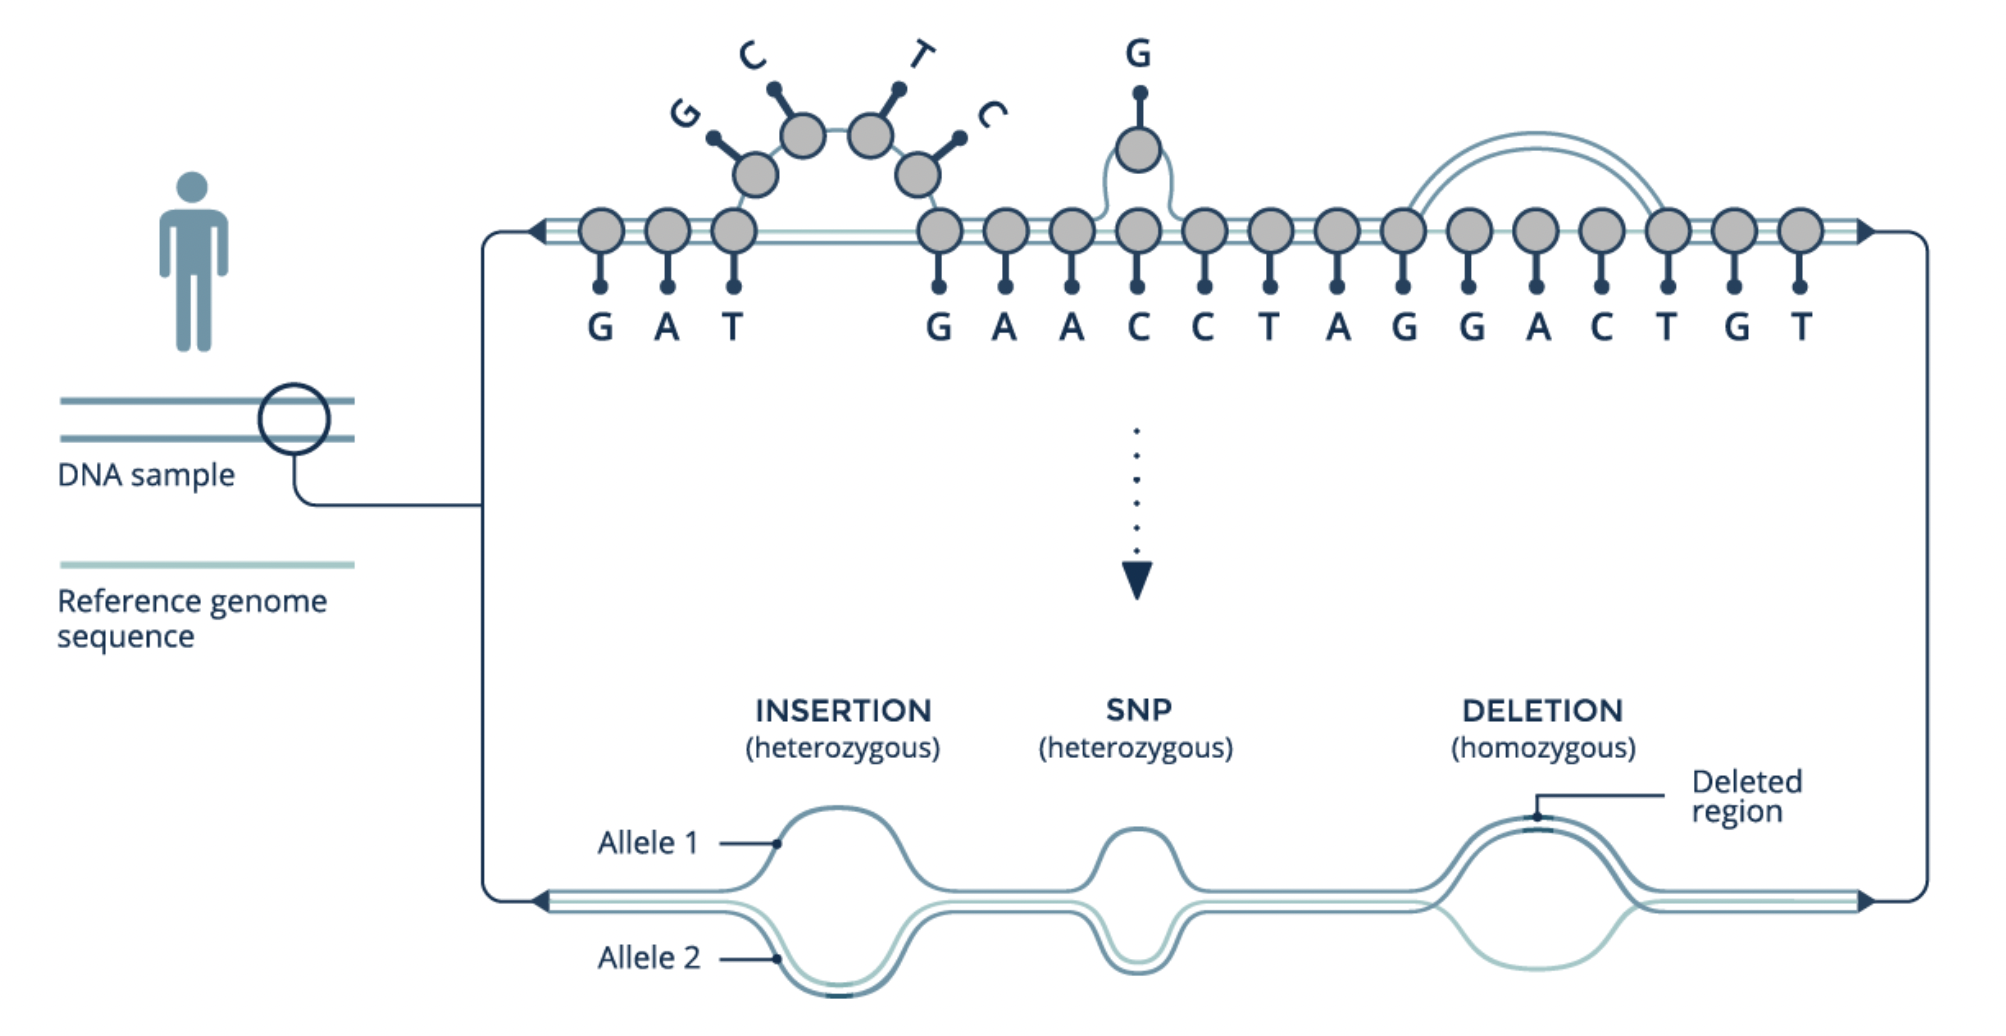 G C T C G
G A T G A A C C T A G G A C T G T
DNA sample
Reference genome
sequence
INSERTION
(heterozygous)
SNP
(heterozygous)
DELETION
(homozygous)
Deleted
region
Allele 1
Allele 2